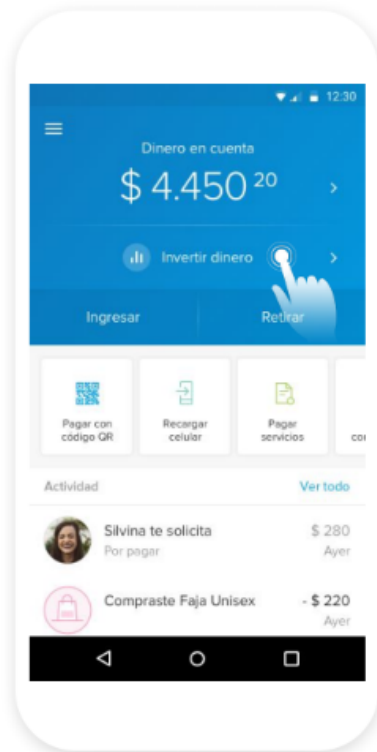 12:30
Dinero en cuenta
$ 4.450 20
Invertir dinero
Ingresar Retirar
Pagar con código QR
Recargar celular
Pagar servicios
Actividad Ver todo
Silvina te solicita $ 280
Por pagar Ayer
Compraste Faja Unisex - $ 220
Ayer